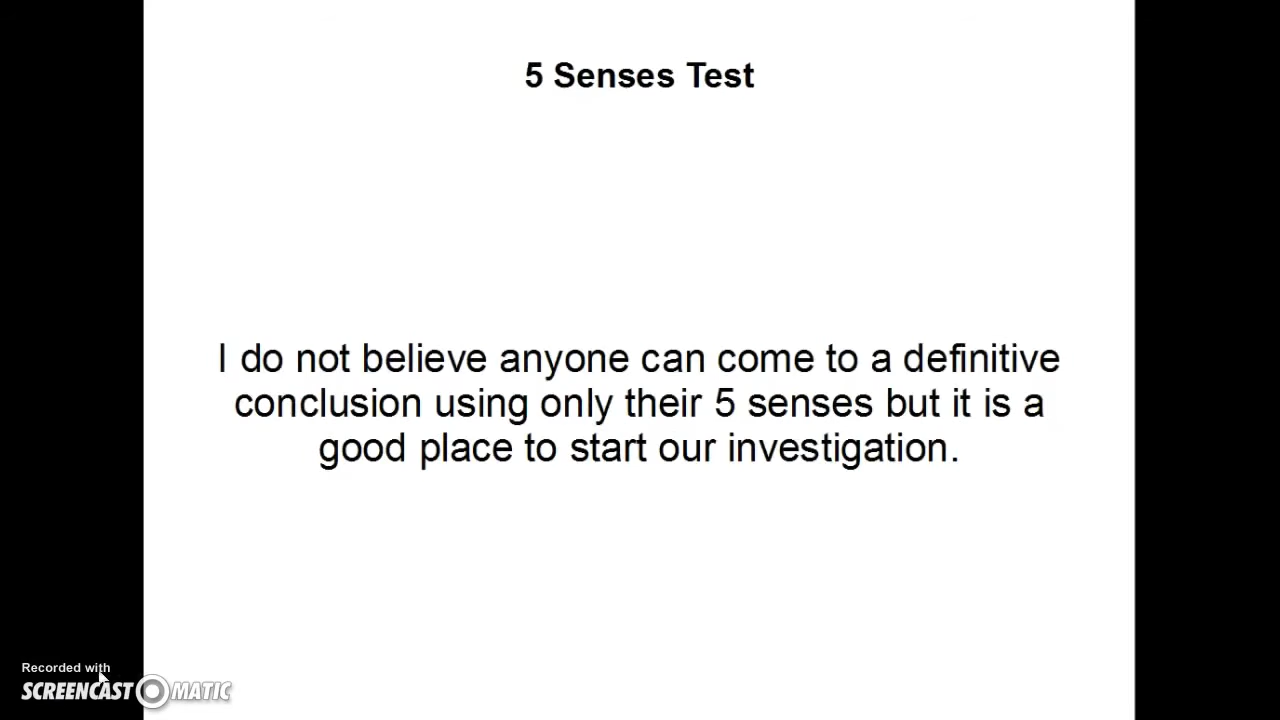 5 Senses Test
I do not believe anyone can come to a definitive
conclusion using only their 5 senses but it is a
good place to start our investigation.
Recorded with
SCREENCAST O MATIC